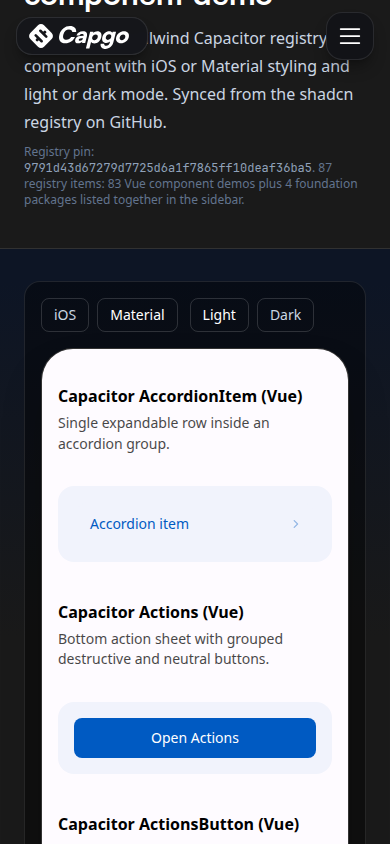 component demo
Capgo
lwind Capacitor registry
component with iOS or Material styling and
light or dark mode. Synced from the shadcn
registry on GitHub.
Registry pin:
9791d43d67279d7725d6a1f7865ff10deaf36ba5. 87
registry items: 83 Vue component demos plus 4 foundation
packages listed together in the sidebar.
iOS
Material
Light
Dark
Capacitor AccordionItem (Vue)
Single expandable row inside an
accordion group.
Accordion item
Capacitor Actions (Vue)
Bottom action sheet with grouped
destructive and neutral buttons.
Open Actions
Capacitor ActionsButton (Vue)